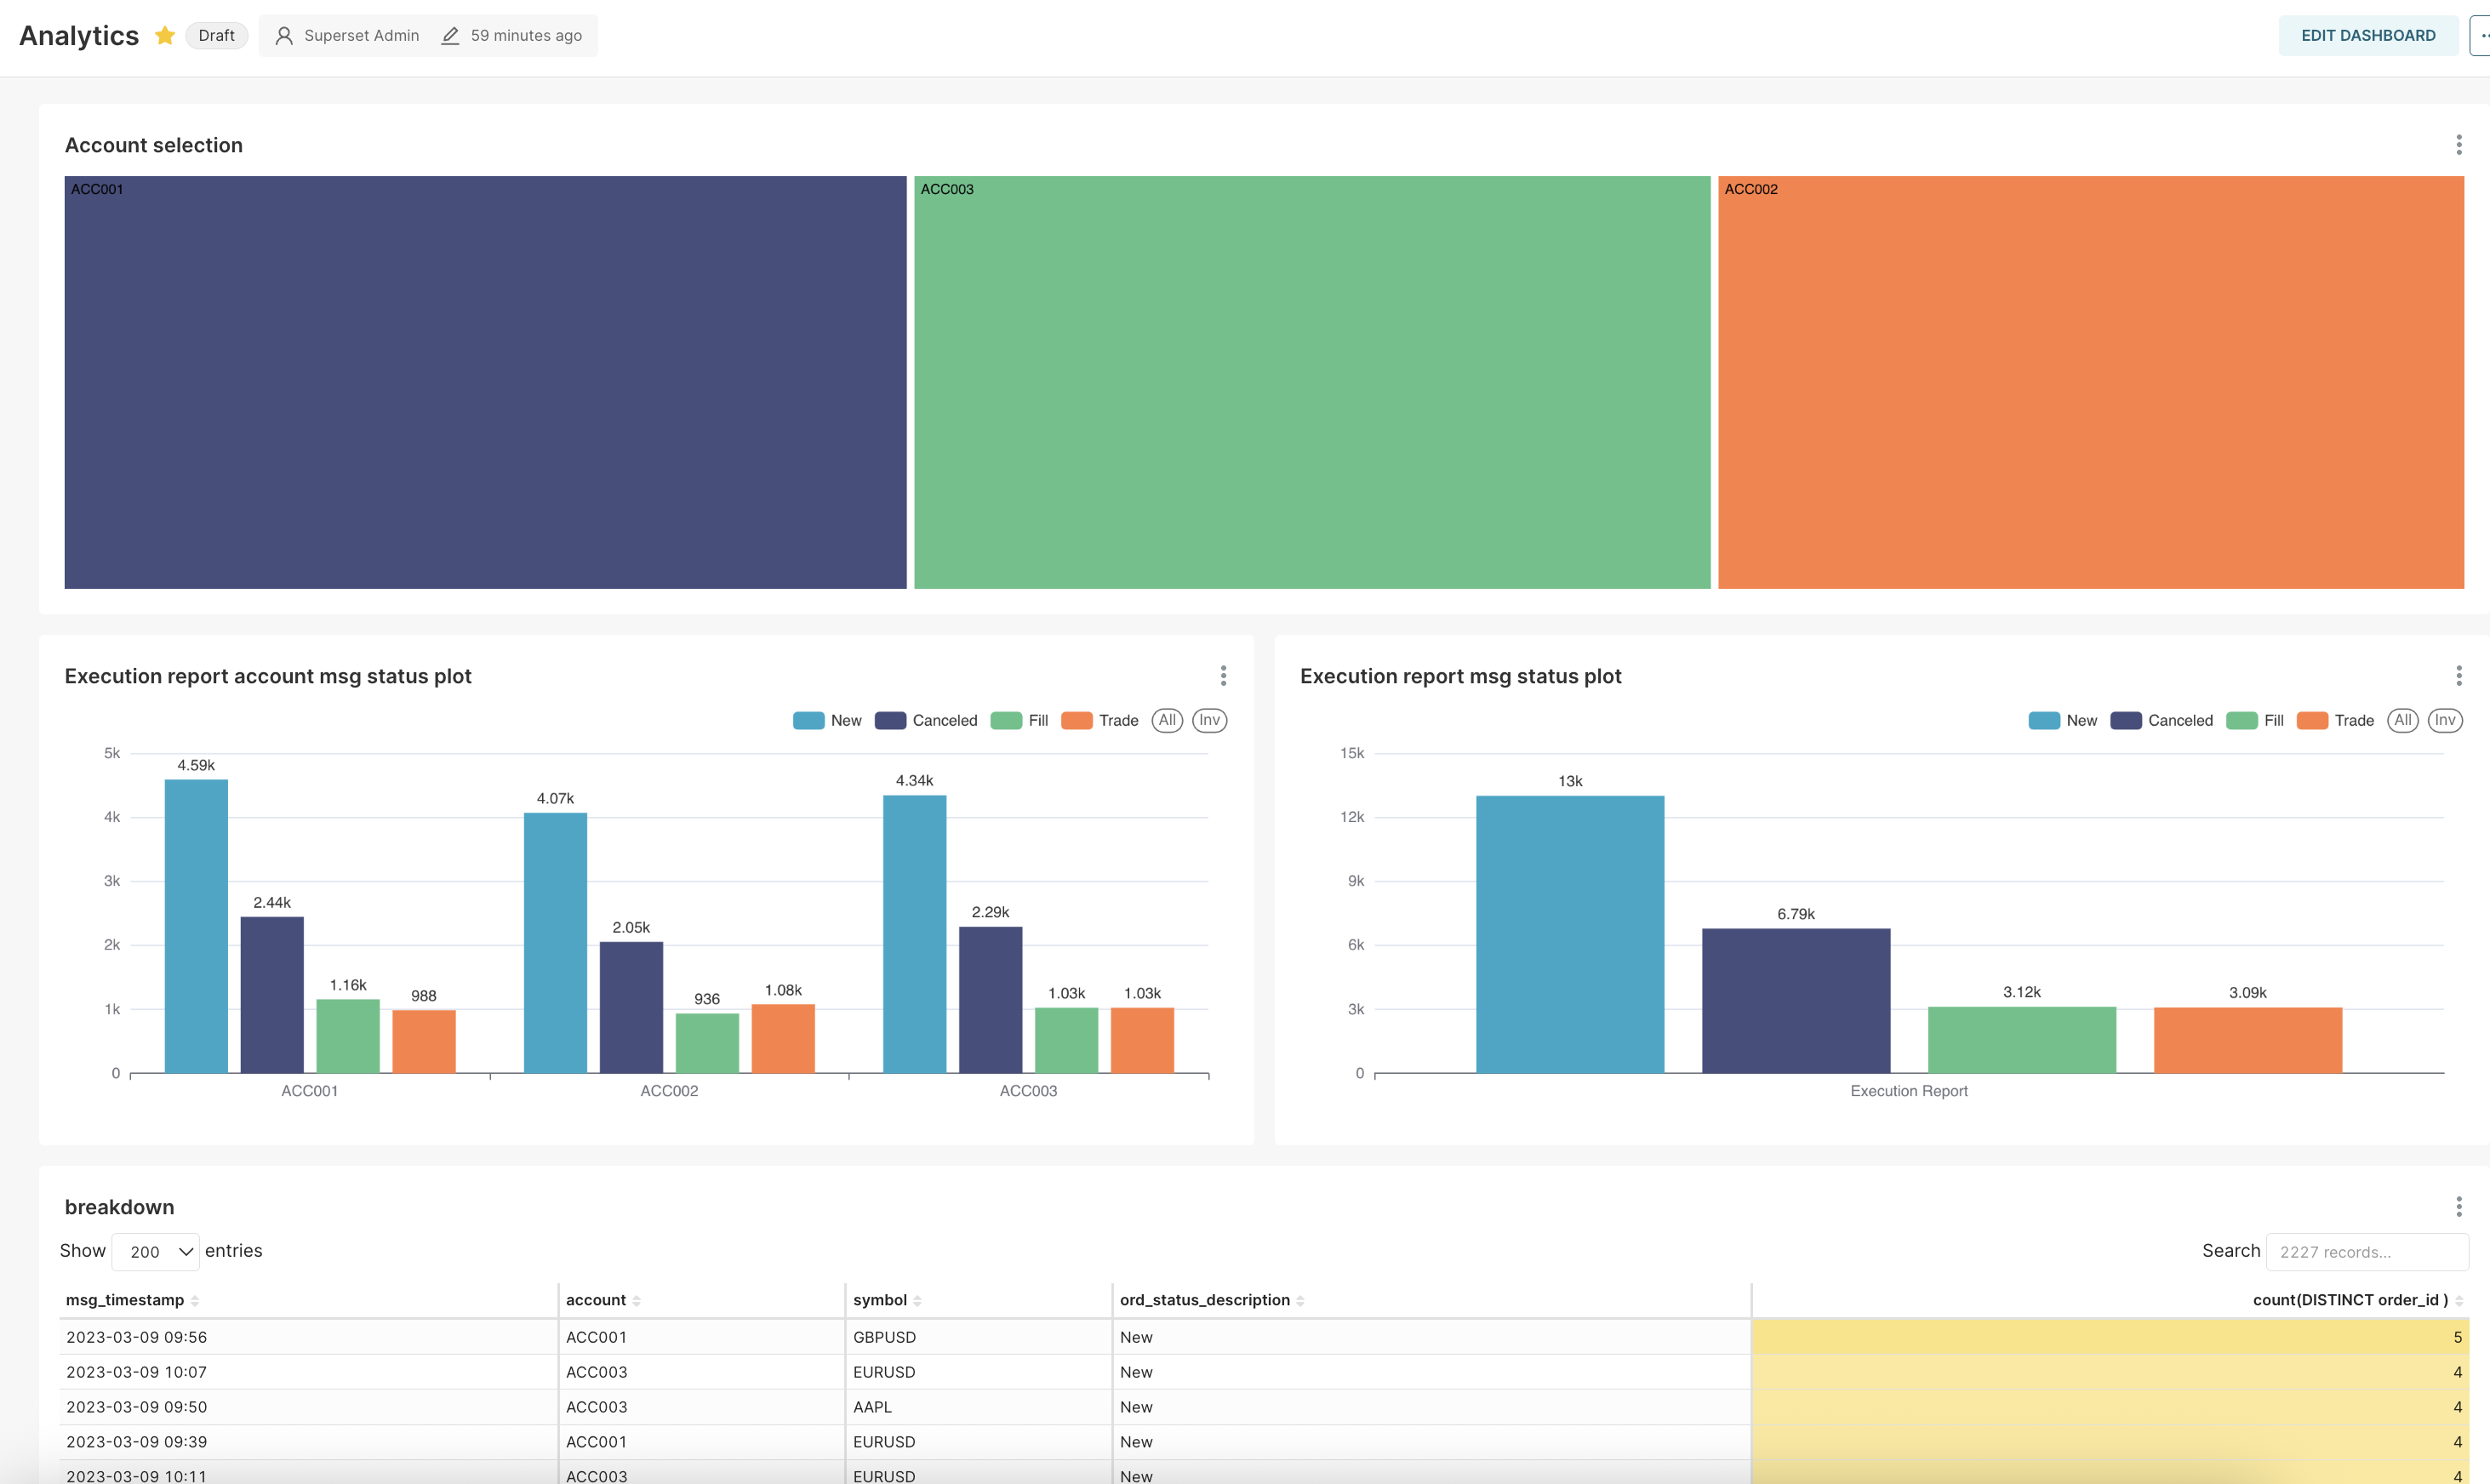 Analytics Draft Superset Admin 59 minutes ago EDIT DASHBOARD
Account selection
ACC001 ACC003 ACC002
Execution report account msg status plot
New Canceled Fill Trade All Inv
5k
4k
3k
2k
1k
0
4.59k 2.44k 1.16k 988
4.07k 2.05k 936 1.08k
4.34k 2.29k 1.03k 1.03k
ACC001 ACC002 ACC003
Execution report msg status plot
New Canceled Fill Trade All Inv
15k
12k
9k
6k
3k
0
13k 6.79k 3.12k 3.09k
Execution Report
breakdown
Show 200 entries Search 2227 records...
msg_timestamp account symbol ord_status_description count(DISTINCT order_id )
2023-03-09 09:56 ACC001 GBPUSD New 5
2023-03-09 10:07 ACC003 EURUSD New 4
2023-03-09 09:50 ACC003 AAPL New 4
2023-03-09 09:39 ACC001 EURUSD New 4
2023-03-09 10:11 ACC003 EURUSD New 4